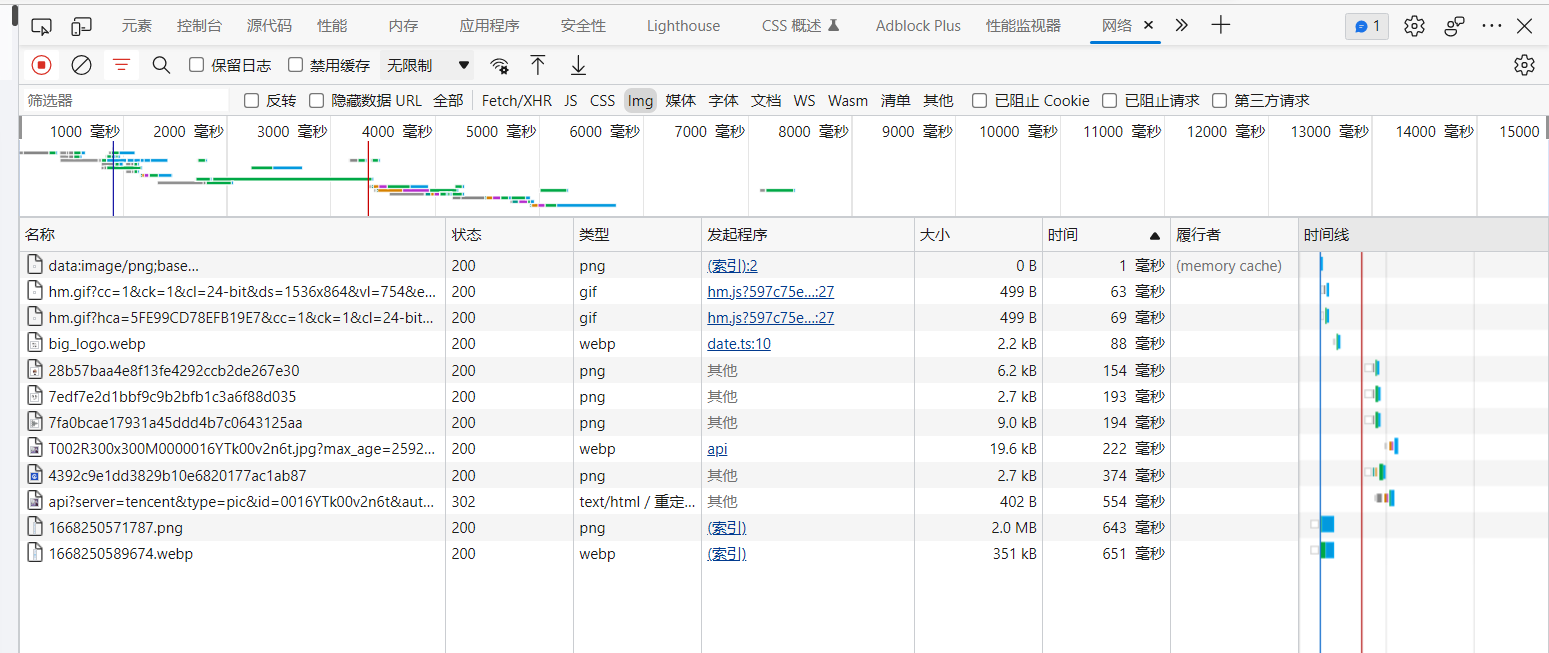 元素 控制台 源代码 性能 内存 应用程序 安全性 Lighthouse CSS 概述 Adblock Plus 性能监视器 网络 1
保留日志 禁用缓存 无限制
筛选器 反转 隐藏数据 URL 全部 Fetch/XHR JS CSS Img 媒体 字体 文档 WS Wasm 清单 其他 已阻止 Cookie 已阻止请求 第三方请求
1000 毫秒 2000 毫秒 3000 毫秒 4000 毫秒 5000 毫秒 6000 毫秒 7000 毫秒 8000 毫秒 9000 毫秒 10000 毫秒 11000 毫秒 12000 毫秒 13000 毫秒 14000 毫秒 15000
名称 状态 类型 发起程序 大小 时间 履行者 时间线
data:image/png;base... 200 png (索引):2 0 B 1 毫秒 (memory cache)
hm.gif?cc=1&ck=1&cl=24-bit&ds=1536x864&vl=754&e... 200 gif hm.js?597c75e...:27 499 B 63 毫秒
hm.gif?hca=5FE99CD78EFB19E7&cc=1&ck=1&cl=24-bit... 200 gif hm.js?597c75e...:27 499 B 69 毫秒
big_logo.webp 200 webp date.ts:10 2.2 kB 88 毫秒
28b57baa4e8f13fe4292ccb2de267e30 200 png 其他 6.2 kB 154 毫秒
7edf7e2d1bbf9c9b2bfb1c3a6f88d035 200 png 其他 2.7 kB 193 毫秒
7fa0bcae17931a45ddd4b7c0643125aa 200 png 其他 9.0 kB 194 毫秒
T002R300x300M0000016YTk00v2n6t.jpg?max_age=2592... 200 webp api 19.6 kB 222 毫秒
4392c9e1dd3829b10e6820177ac1ab87 200 png 其他 2.7 kB 374 毫秒
api?server=tencent&type=pic&id=0016YTk00v2n6t&aut... 302 text/html / 重定... 其他 402 B 554 毫秒
1668250571787.png 200 png (索引) 2.0 MB 643 毫秒
1668250589674.webp 200 webp (索引) 351 kB 651 毫秒